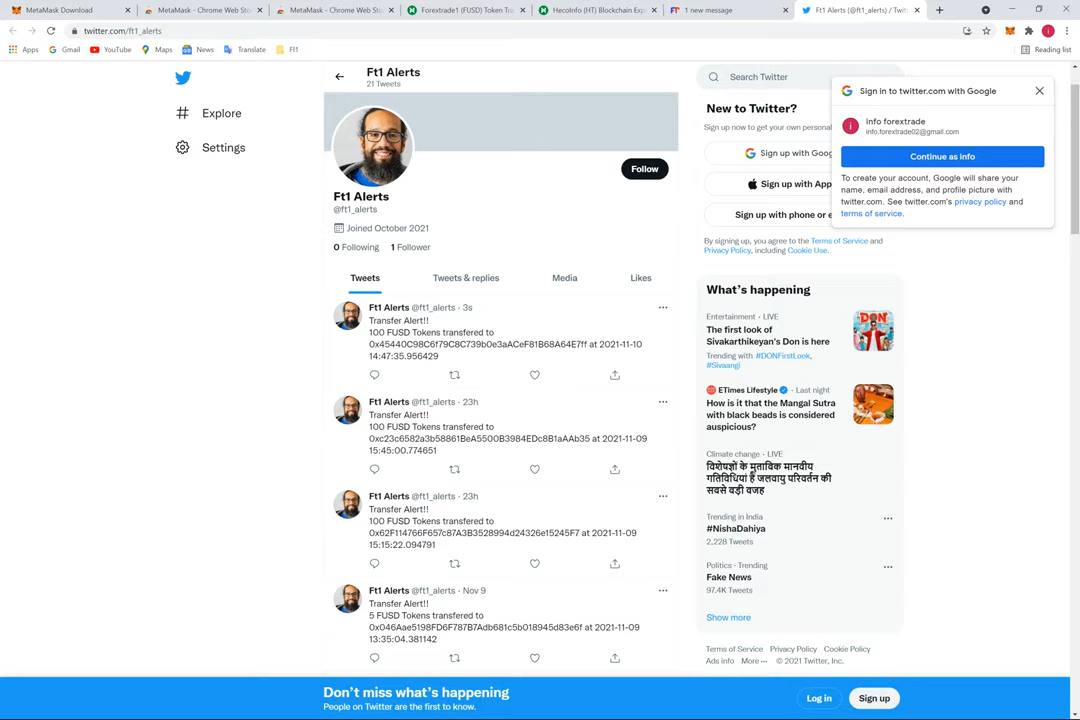 MetaMask Download
MetaMask - Chrome Web Sto
MetaMask - Chrome Web Sto
Forextrade1 (FUSD) Token Tra
HecoInfo (HT) Blockchain Exp
1 new message
Ft1 Alerts (@ft1_alerts) / Twitt
twitter.com/ft1_alerts
Apps
Gmail
YouTube
Maps
News
Translate
Fi1
Reading list
Ft1 Alerts
21 Tweets
Explore
Settings
Follow
Ft1 Alerts
@ft1_alerts
Joined October 2021
0 Following 1 Follower
Tweets
Tweets & replies
Media
Likes
Ft1 Alerts @ft1_alerts · 3s
Transfer Alert!!
100 FUSD Tokens transfered to
0x45440C98C6f79C8C739b0e3aACeF81B68A64E7ff at 2021-11-10
14:47:35.956429
Ft1 Alerts @ft1_alerts · 23h
Transfer Alert!!
100 FUSD Tokens transfered to
0xc23c6582a3b58861BeA5500B3984EDc8B1aAAb35 at 2021-11-09
15:45:00.774651
Ft1 Alerts @ft1_alerts · 23h
Transfer Alert!!
100 FUSD Tokens transfered to
0x62F114766F657c87A3B3528994d24326e15245F7 at 2021-11-09
15:15:22.094791
Ft1 Alerts @ft1_alerts · Nov 9
Transfer Alert!!
5 FUSD Tokens transfered to
0x046Aae5198FD6F787B7Adb681c5b018945d83e6f at 2021-11-09
13:35:04.381142
Search Twitter
New to Twitter?
Sign up now to get your own persona
Sign up with Goog
Sign up with App
Sign up with phone or e
By signing up, you agree to the Terms of Service and
Privacy Policy, including Cookie Use.
Sign in to twitter.com with Google
i
info forextrade
info.forextrade02@gmail.com
Continue as info
To create your account, Google will share your
name, email address, and profile picture with
twitter.com. See twitter.com's privacy policy and
terms of service.
What's happening
Entertainment · LIVE
The first look of
Sivakarthikeyan's Don is here
Trending with #DONFirstLook,
#Sivaangi
DON
ETimes Lifestyle · Last night
How is it that the Mangal Sutra
with black beads is considered
auspicious?
Climate change · LIVE
विशेषज्ञों के मुताबिक मानवीय
गतिविधियां हैं जलवायु परिवर्तन की
सबसे बड़ी वजह
Trending in India
#NishaDahiya
2,228 Tweets
Politics · Trending
Fake News
97.4K Tweets
Show more
Terms of Service Privacy Policy Cookie Policy
Ads info More ··· © 2021 Twitter, Inc.
Don't miss what's happening
People on Twitter are the first to know.
Log in
Sign up